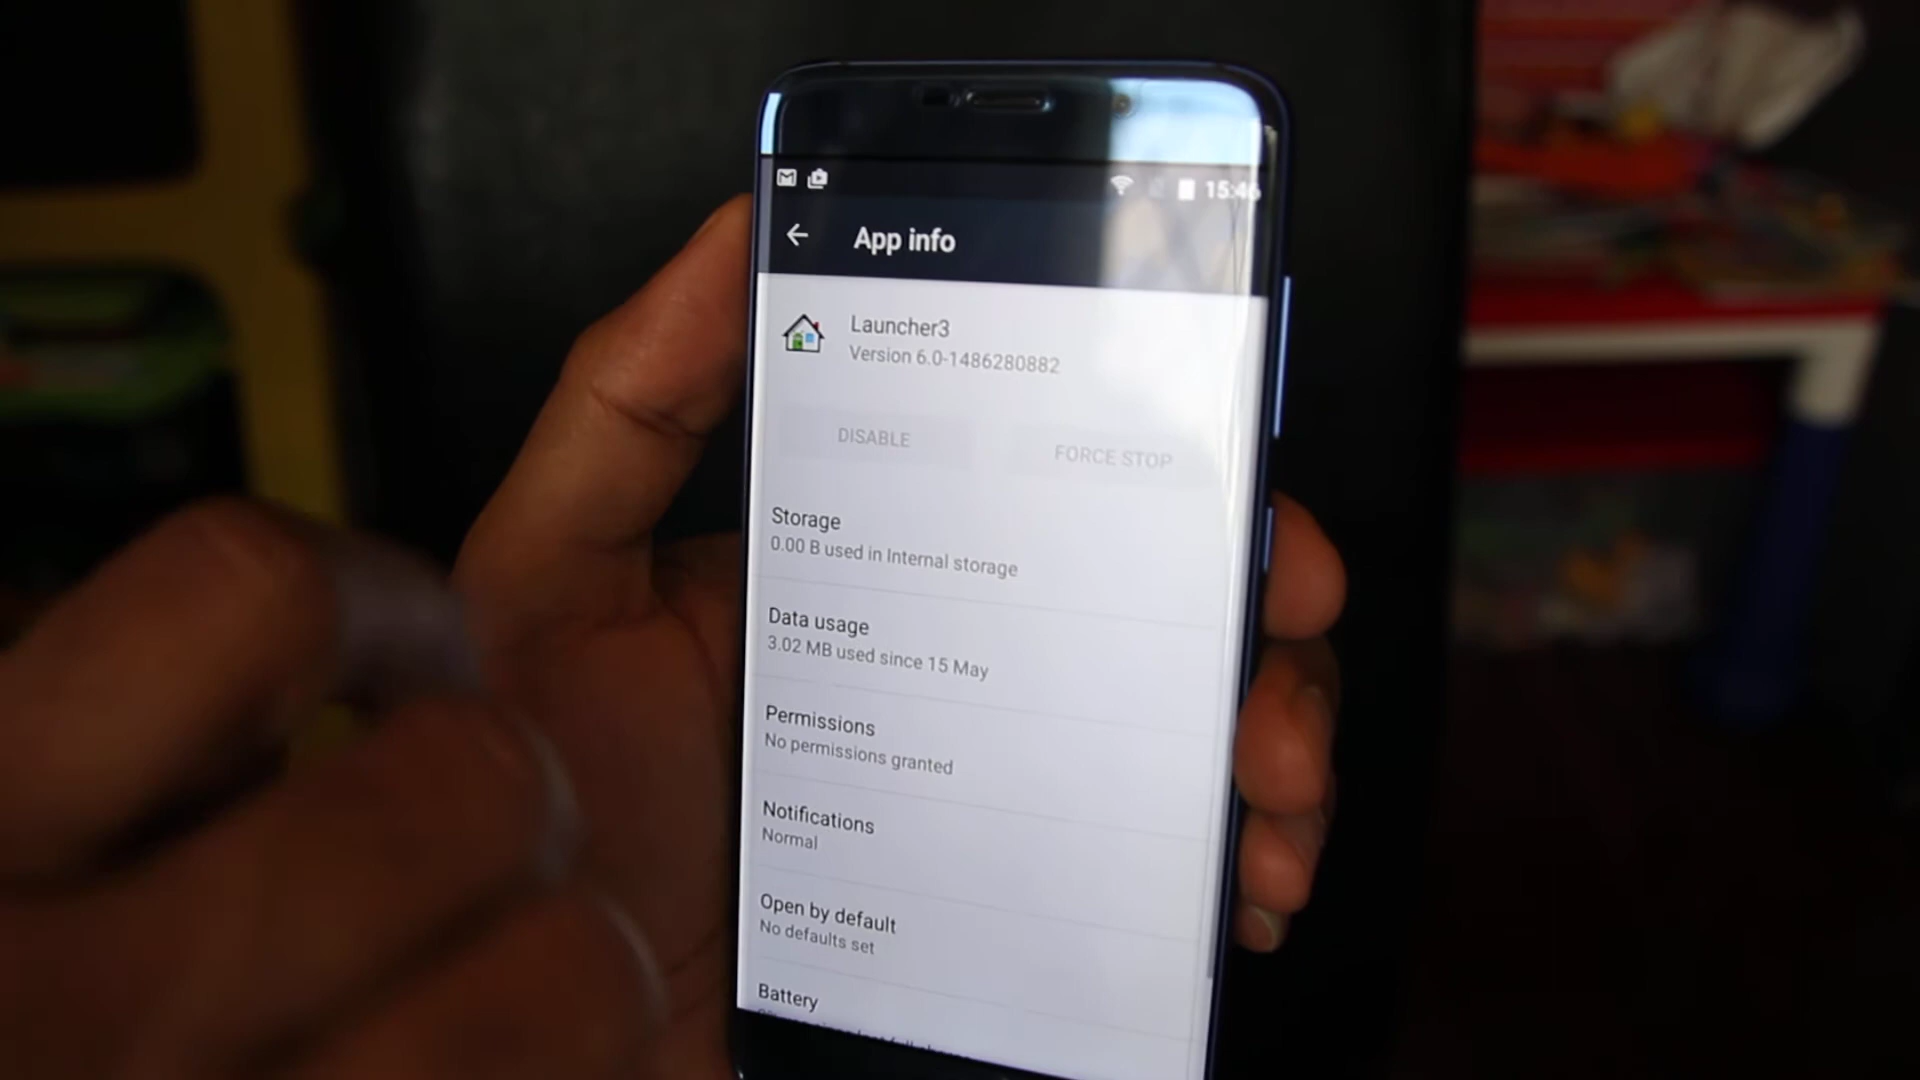 15:46
App info
Launcher3
Version 6.0-1486280882
DISABLE
FORCE STOP
Storage
0.00 B used in Internal storage
Data usage
3.02 MB used since 15 May
Permissions
No permissions granted
Notifications
Normal
Open by default
No defaults set
Battery